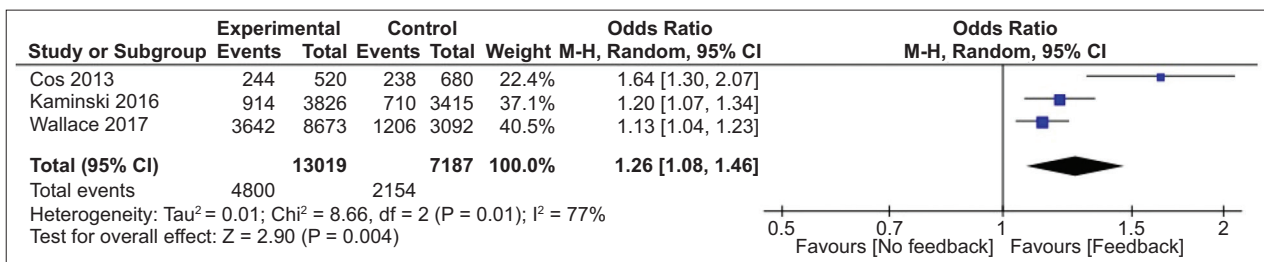 Experimental Control Odds Ratio Odds Ratio
Study or Subgroup Events Total Events Total Weight M-H, Random, 95% CI M-H, Random, 95% CI
Cos 2013 244 520 238 680 22.4% 1.64 [1.30, 2.07]
Kaminski 2016 914 3826 710 3415 37.1% 1.20 [1.07, 1.34]
Wallace 2017 3642 8673 1206 3092 40.5% 1.13 [1.04, 1.23]
Total (95% CI) 13019 7187 100.0% 1.26 [1.08, 1.46]
Total events 4800 2154
Heterogeneity: Tau² = 0.01; Chi² = 8.66, df = 2 (P = 0.01); I² = 77%
Test for overall effect: Z = 2.90 (P = 0.004)
0.5 0.7 1 1.5 2
Favours [No feedback] Favours [Feedback]